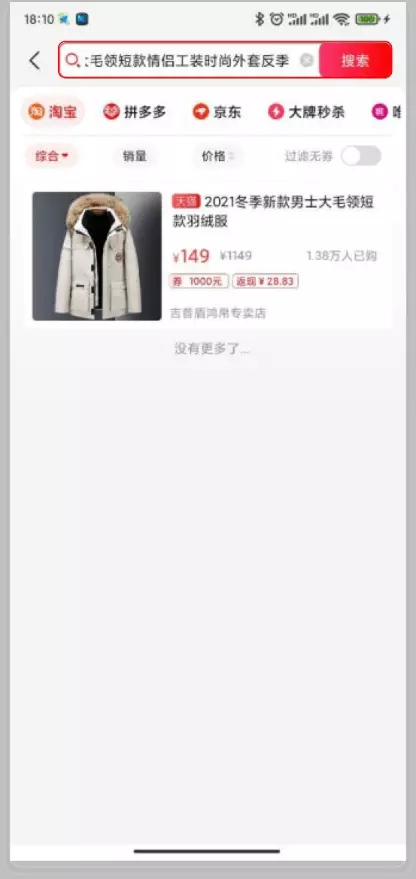 18:10
:毛领短款情侣工装时尚外套反季
搜索
淘宝 拼多多 京东 大牌秒杀
综合 销量 价格 过滤无券
天猫 2021冬季新款男士大毛领短
款羽绒服
¥149 ¥1149 1.38万人已购
券 1000元 返现¥28.83
吉普盾鸿帛专卖店
没有更多了...